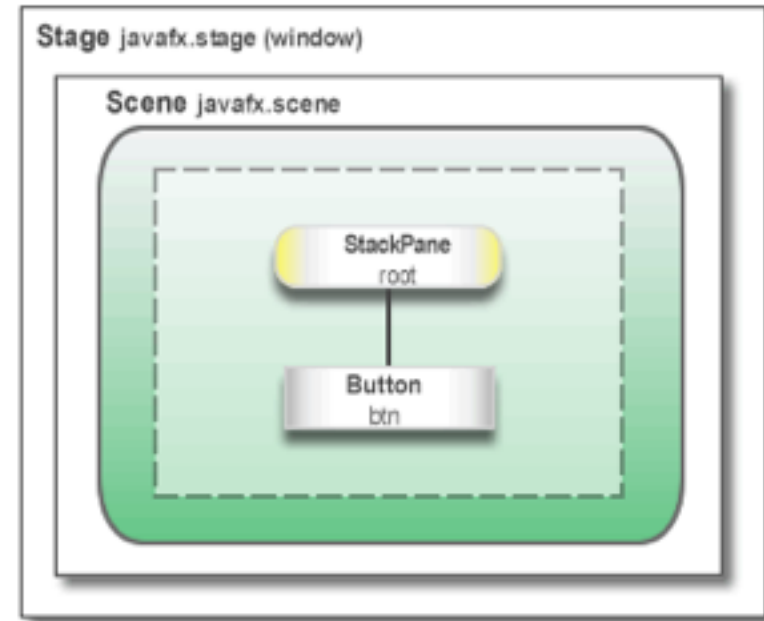 Stage javafx.stage (window)
Scene javafx.scene
StackPane
root
Button
btn